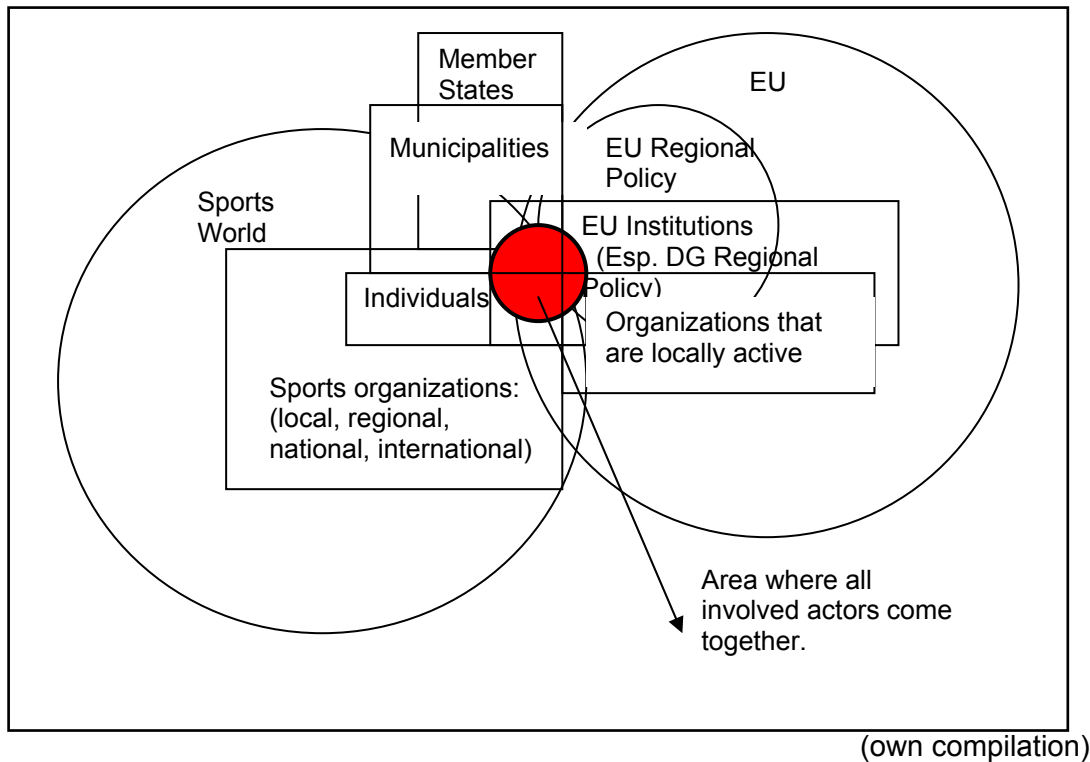 Member
States
EU
Municipalities
EU Regional
Policy
Sports
World
EU Institutions
(Esp. DG Regional
Policy)
Individuals
Organizations that
are locally active
Sports organizations:
(local, regional,
national, international)
Area where all
involved actors come
together.
(own compilation)